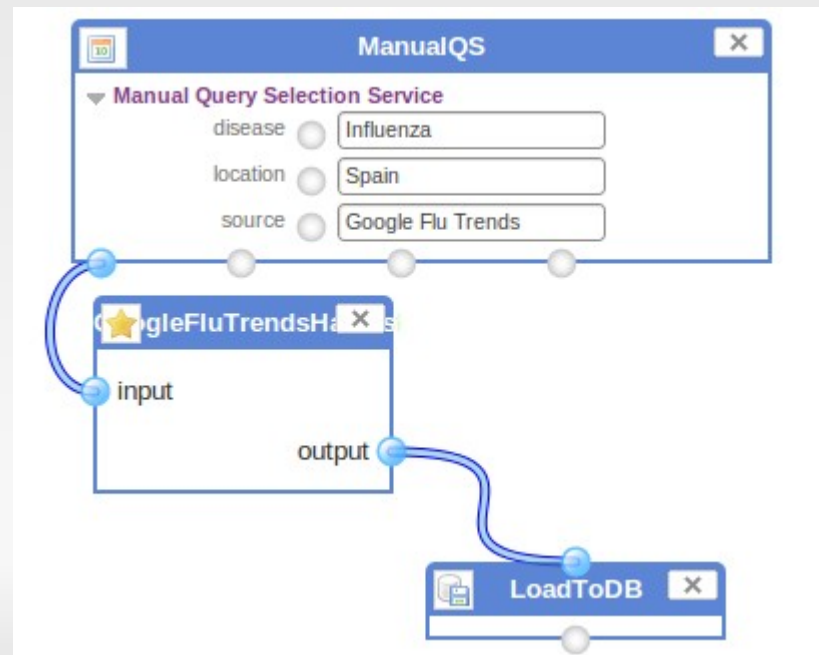 ManualQS
Manual Query Selection Service
disease Influenza
location Spain
source Google Flu Trends
input
output
LoadToDB